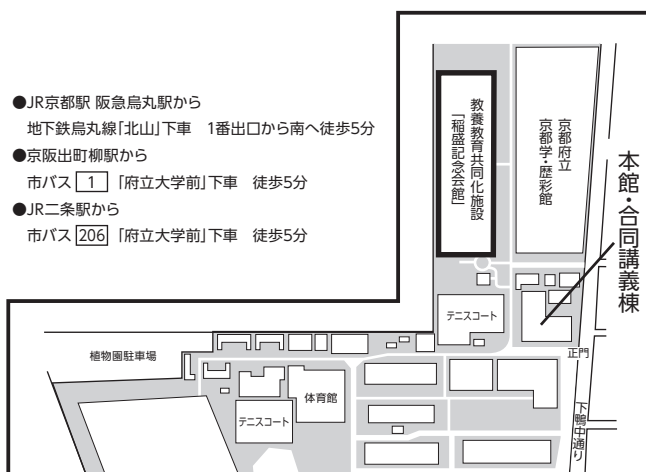 ●JR京都駅 阪急烏丸駅から
地下鉄烏丸線「北山」下車　1番出口から南へ徒歩5分
●京阪出町柳駅から
市バス 1 「府立大学前」下車　徒歩5分
●JR二条駅から
市バス 206 「府立大学前」下車　徒歩5分
教養教育共同化施設
「稲盛記念会館」
京都府立
京都学・歴彩館
本館・合同講義棟
テニスコート
正門
植物園駐車場
体育館
テニスコート
下鴨中通り